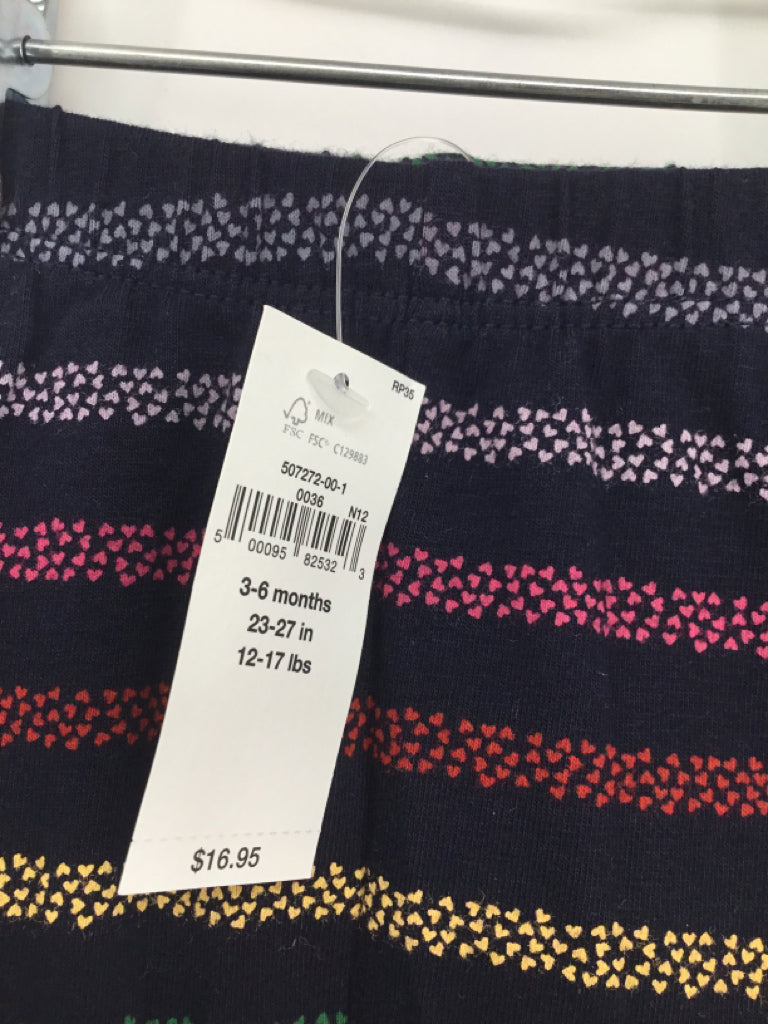 RP35
MIX
FSC FSC® C129883
507272-00-1
0036 N12
5 00095 82532 3
3-6 months
23-27 in
12-17 lbs
$16.95